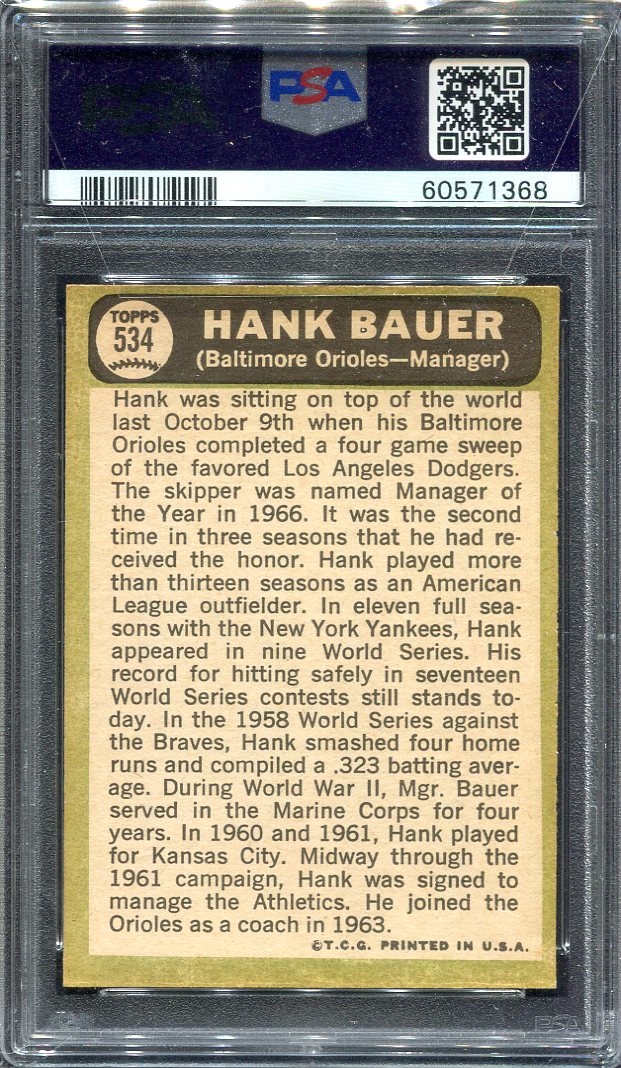 PSA
60571368
TOPPS
534
HANK BAUER
(Baltimore Orioles—Manager)
Hank was sitting on top of the world
last October 9th when his Baltimore
Orioles completed a four game sweep
of the favored Los Angeles Dodgers.
The skipper was named Manager of
the Year in 1966. It was the second
time in three seasons that he had re-
ceived the honor. Hank played more
than thirteen seasons as an American
League outfielder. In eleven full sea-
sons with the New York Yankees, Hank
appeared in nine World Series. His
record for hitting safely in seventeen
World Series contests still stands to-
day. In the 1958 World Series against
the Braves, Hank smashed four home
runs and compiled a .323 batting aver-
age. During World War II, Mgr. Bauer
served in the Marine Corps for four
years. In 1960 and 1961, Hank played
for Kansas City. Midway through the
1961 campaign, Hank was signed to
manage the Athletics. He joined the
Orioles as a coach in 1963.
©T.C.G. PRINTED IN U.S.A.
PSA